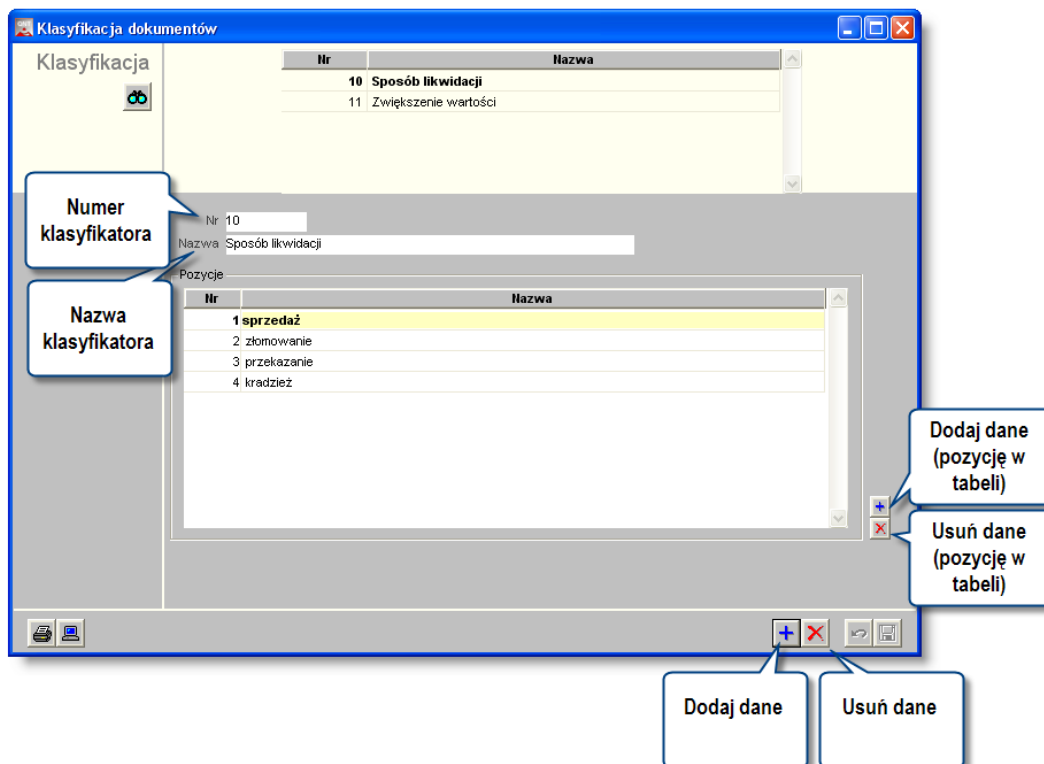 Klasyfikacja dokumentów
Klasyfikacja
Nr Nazwa
10 Sposób likwidacji
11 Zwiększenie wartości
Numer
klasyfikatora
Nr 10
Nazwa Sposób likwidacji
Nazwa
klasyfikatora
Pozycje
Nr Nazwa
1 sprzedaż
2 złomowanie
3 przekazanie
4 kradzież
Dodaj dane
(pozycję w
tabeli)
Usuń dane
(pozycję w
tabeli)
Dodaj dane
Usuń dane